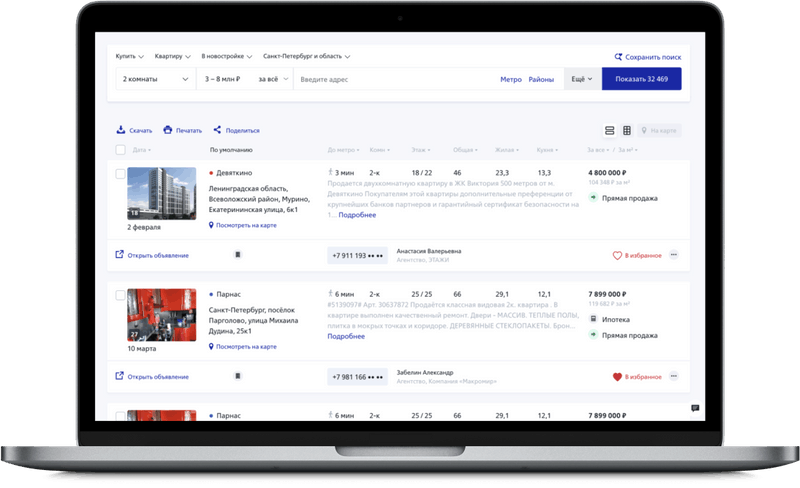 Купить Квартиру В новостройке Санкт-Петербург и область Сохранить поиск
2 комнаты 3 – 8 млн ₽ за всё Введите адрес Метро Районы Ещё Показать 32 469
Скачать Печатать Поделиться На карте
Дата По умолчанию До метро Комн Этаж Общая Жилая Кухня За все / За м²
Девяткино 3 мин 2-к 18 / 22 46 23,3 13,3 4 800 000 ₽
Ленинградская область, Всеволожский район, Мурино, Екатерининская улица, 6к1
Продается двухкомнатную квартиру в ЖК Виктория 500 метров от м.
Девяткино Покупателям этой квартиры дополнительные преференции от
крупнейших банков партнеров и гарантийный сертификат безопасности на
1... Подробнее
104 348 ₽ за м²
Прямая продажа
18
2 февраля
Посмотреть на карте
Открыть объявление +7 911 193 •• •• Анастасия Валерьевна В избранное
Агентство, ЭТАЖИ
Парнас 6 мин 2-к 25 / 25 66 29,1 12,1 7 899 000 ₽
Санкт-Петербург, посёлок
Парголово, улица Михаила
Дудина, 25к1
#5139097# Арт. 30637872 Продаётся классная видовая 2к. квартира . В
квартире выполнен качественный ремонт. Двери - МАССИВ. ТЕПЛЫЕ ПОЛЫ,
плитка в мокрых точках и коридоре. ДЕРЕВЯННЫЕ СТЕКЛОПАКЕТЫ. Брон...
Подробнее
119 682 ₽ за м²
Ипотека
Прямая продажа
27
10 марта
Посмотреть на карте
Открыть объявление +7 981 166 •• •• Забелин Александр В избранное
Агентство, Компания «Макромир»
Парнас 6 мин 2-к 25 / 25 66 29,1 12,1 7 899 000 ₽